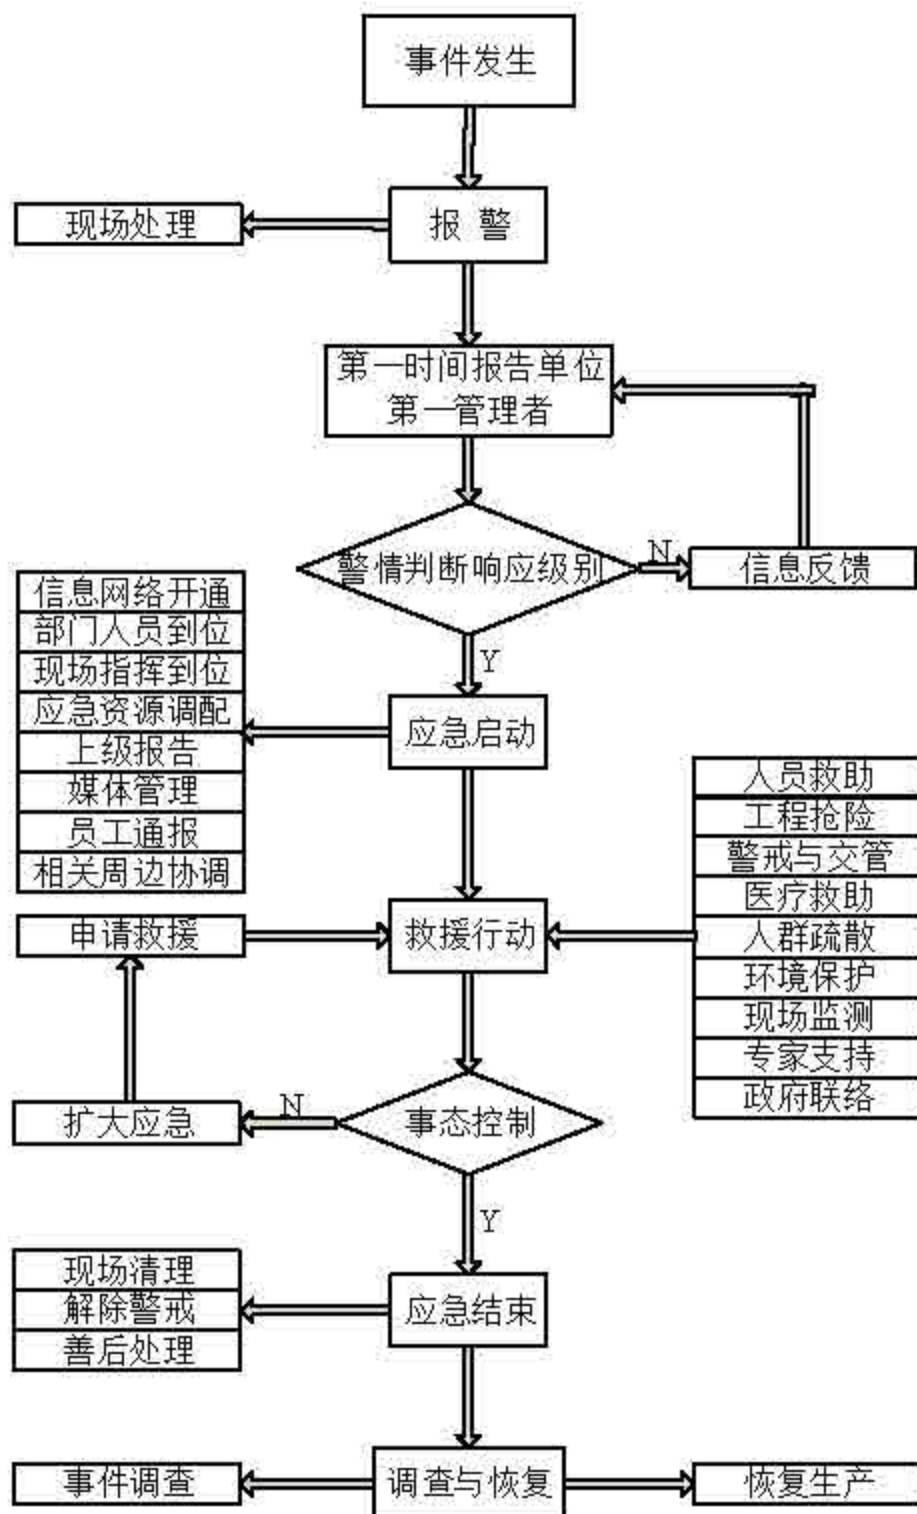 事件发生
现场处理
报 警
第一时间报告单位
第一管理者
警情判断响应级别
N
信息反馈
Y
信息网络开通
部门人员到位
现场指挥到位
应急资源调配
上级报告
媒体管理
员工通报
相关周边协调
应急启动
人员救助
工程抢险
警戒与交管
医疗救助
人群疏散
环境保护
现场监测
专家支持
政府联络
申请救援
救援行动
扩大应急
N
事态控制
Y
现场清理
解除警戒
善后处理
应急结束
事件调查
调查与恢复
恢复生产